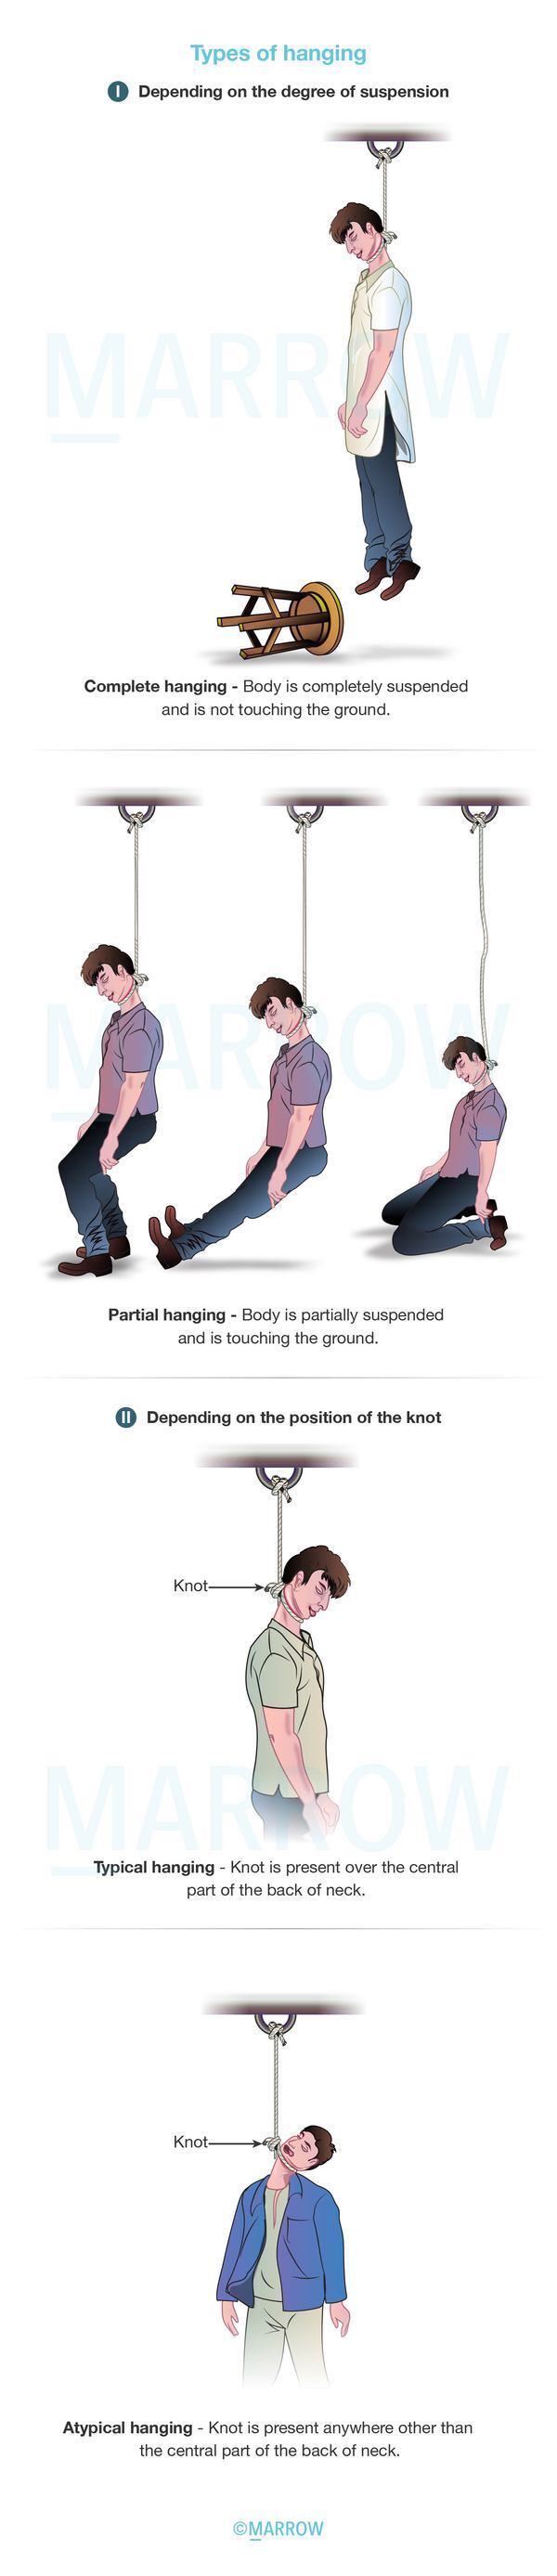 Types of hanging
I Depending on the degree of suspension
MARROW
Complete hanging - Body is completely suspended
and is not touching the ground.
MARROW
Partial hanging - Body is partially suspended
and is touching the ground.
II Depending on the position of the knot
Knot
MARROW
Typical hanging - Knot is present over the central
part of the back of neck.
Knot
Atypical hanging - Knot is present anywhere other than
the central part of the back of neck.
©MARROW